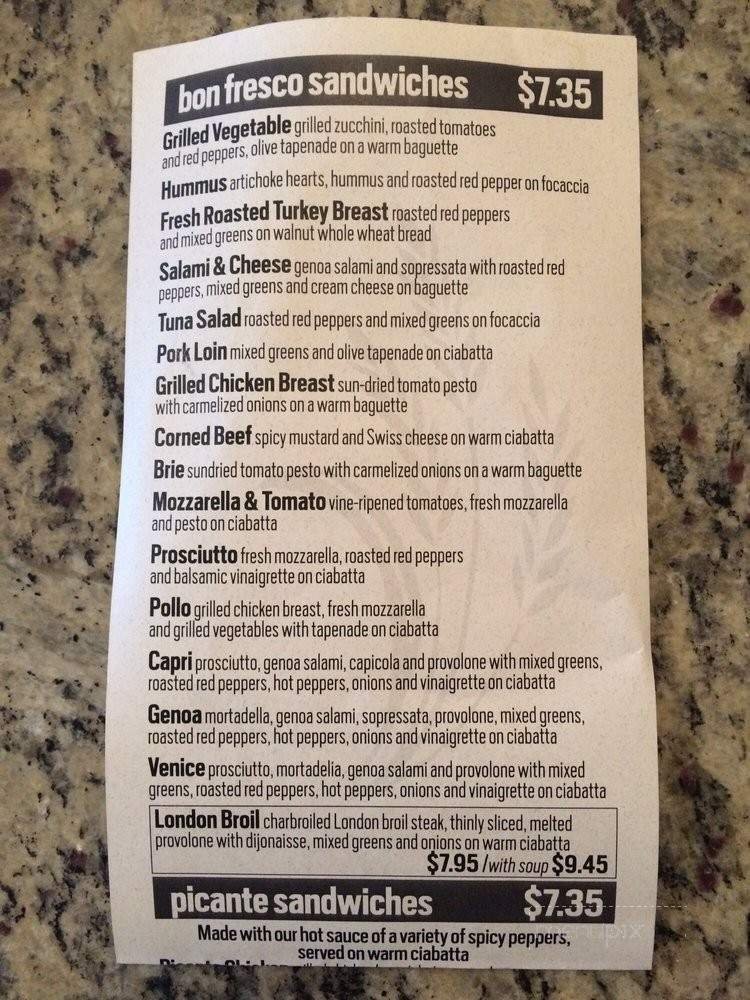 bon fresco sandwiches $7.35
Grilled Vegetable grilled zucchini, roasted tomatoes
and red peppers, olive tapenade on a warm baguette
Hummus artichoke hearts, hummus and roasted red pepper on focaccia
Fresh Roasted Turkey Breast roasted red peppers
and mixed greens on walnut whole wheat bread
Salami & Cheese genoa salami and sopressata with roasted red
peppers, mixed greens and cream cheese on baguette
Tuna Salad roasted red peppers and mixed greens on focaccia
Pork Loin mixed greens and olive tapenade on ciabatta
Grilled Chicken Breast sun-dried tomato pesto
with carmelized onions on a warm baguette
Corned Beef spicy mustard and Swiss cheese on warm ciabatta
Brie sundried tomato pesto with carmelized onions on a warm baguette
Mozzarella & Tomato vine-ripened tomatoes, fresh mozzarella
and pesto on ciabatta
Prosciutto fresh mozzarella, roasted red peppers
and balsamic vinaigrette on ciabatta
Pollo grilled chicken breast, fresh mozzarella
and grilled vegetables with tapenade on ciabatta
Capri prosciutto, genoa salami, capicola and provolone with mixed greens,
roasted red peppers, hot peppers, onions and vinaigrette on ciabatta
Genoa mortadella, genoa salami, sopressata, provolone, mixed greens,
roasted red peppers, hot peppers, onions and vinaigrette on ciabatta
Venice prosciutto, mortadelia, genoa salami and provolone with mixed
greens, roasted red peppers, hot peppers, onions and vinaigrette on ciabatta
London Broil charbroiled London broil steak, thinly sliced, melted
provolone with dijonaisse, mixed greens and onions on warm ciabatta
$7.95 /with soup $9.45
picante sandwiches $7.35
Made with our hot sauce of a variety of spicy peppers,
served on warm ciabatta